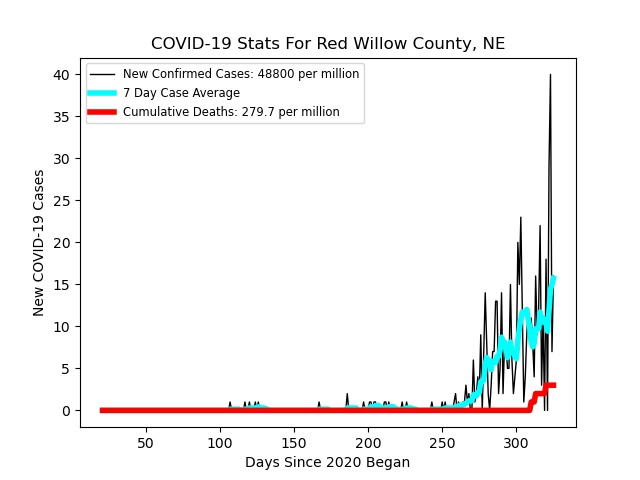 COVID-19 Stats For Red Willow County, NE
New Confirmed Cases: 48800 per million
7 Day Case Average
Cumulative Deaths: 279.7 per million
New COVID-19 Cases
40
35
30
25
20
15
10
5
0
50 100 150 200 250 300
Days Since 2020 Began